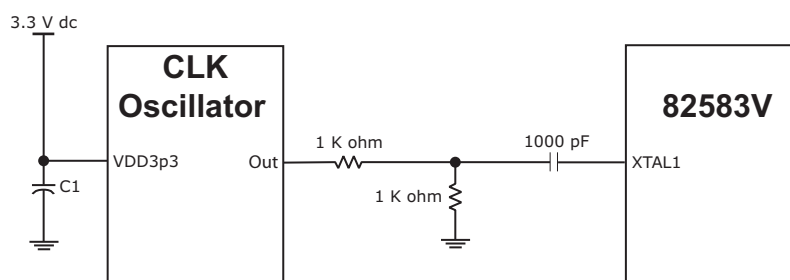 3.3 V dc
CLK
Oscillator
82583V
1 K ohm
1000 pF
VDD3p3
Out
XTAL1
C1
1 K ohm